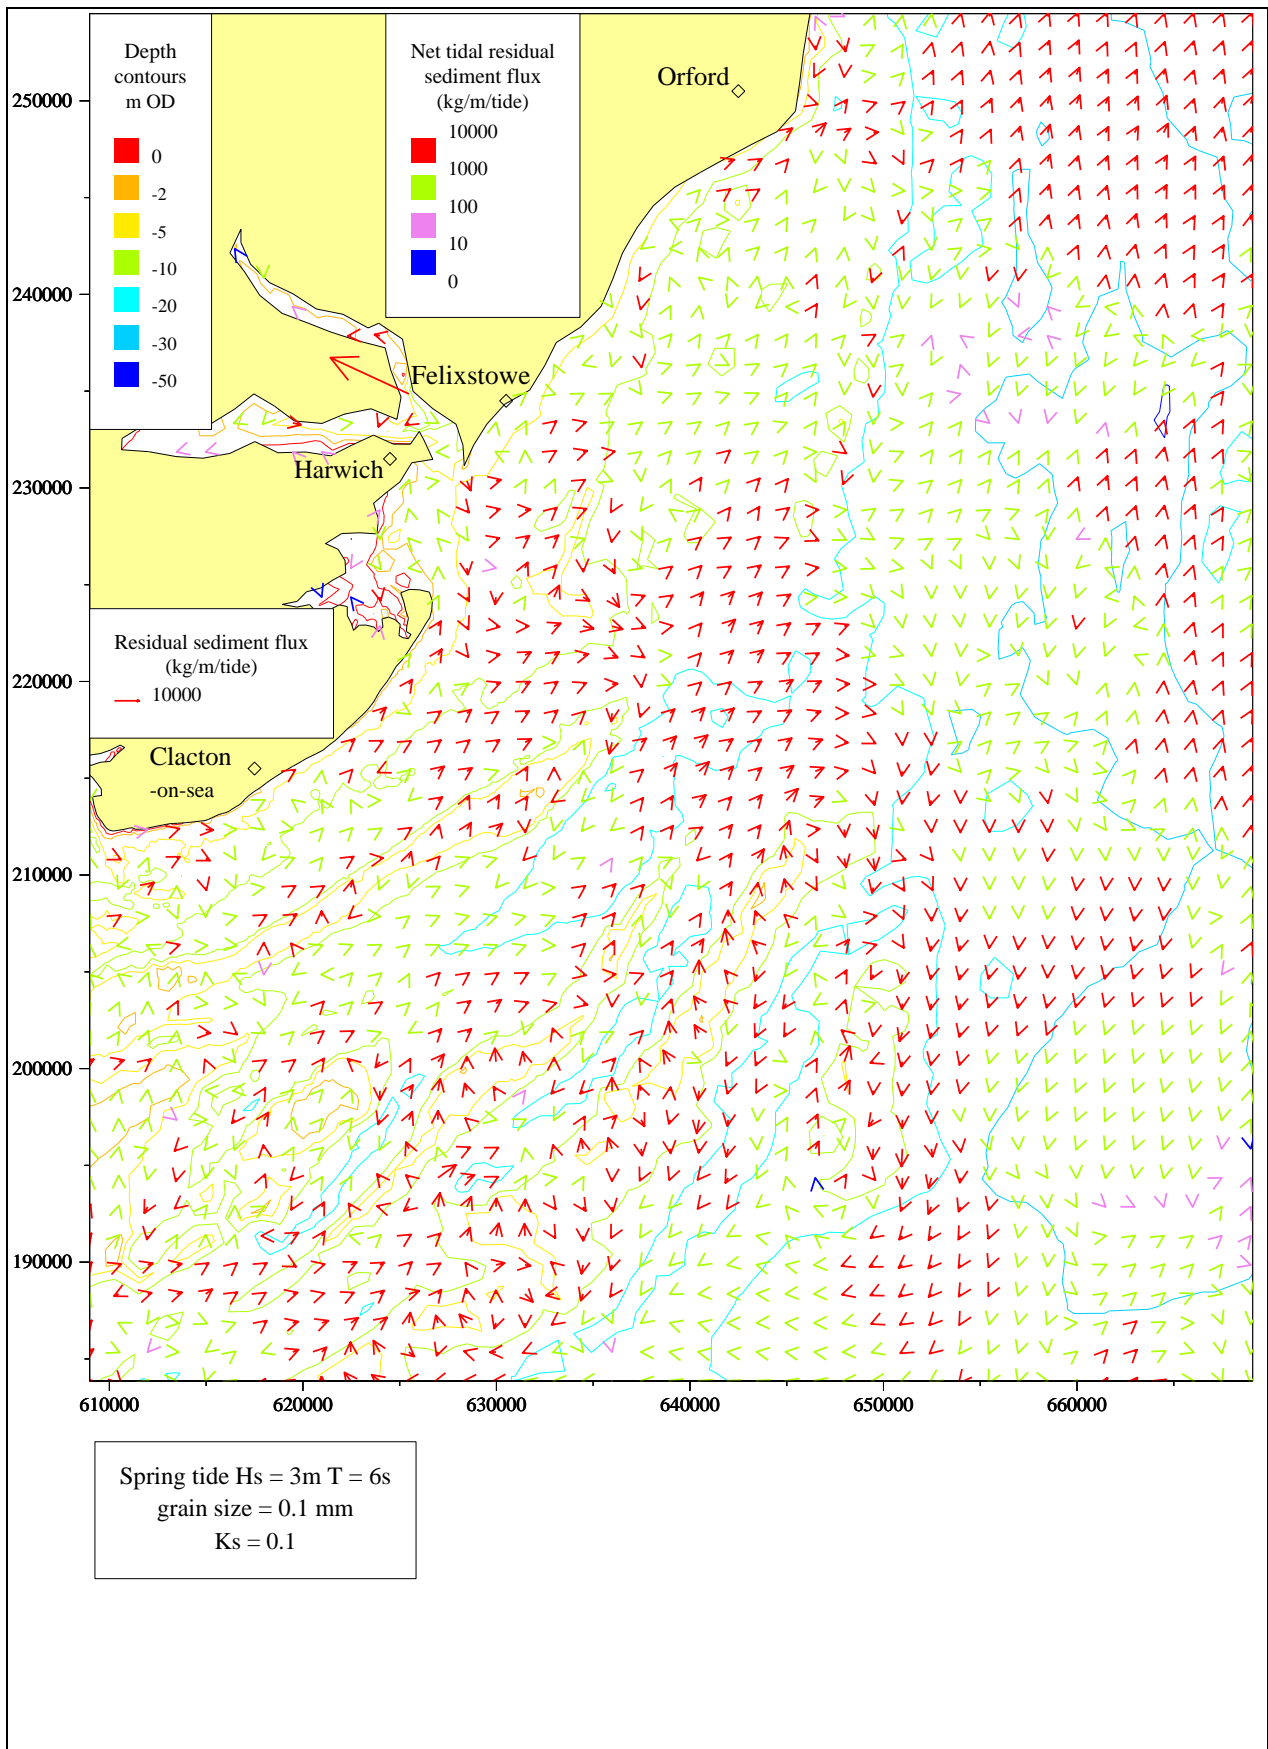 Depth
contours
m OD
0
-2
-5
-10
-20
-30
-50
Net tidal residual
sediment flux
(kg/m/tide)
10000
1000
100
10
0
Orford
Felixstowe
Harwich
Residual sediment flux
(kg/m/tide)
10000
Clacton
-on-sea
250000
240000
230000
220000
210000
200000
190000
610000
620000
630000
640000
650000
660000
Spring tide Hs = 3m T = 6s
grain size = 0.1 mm
Ks = 0.1